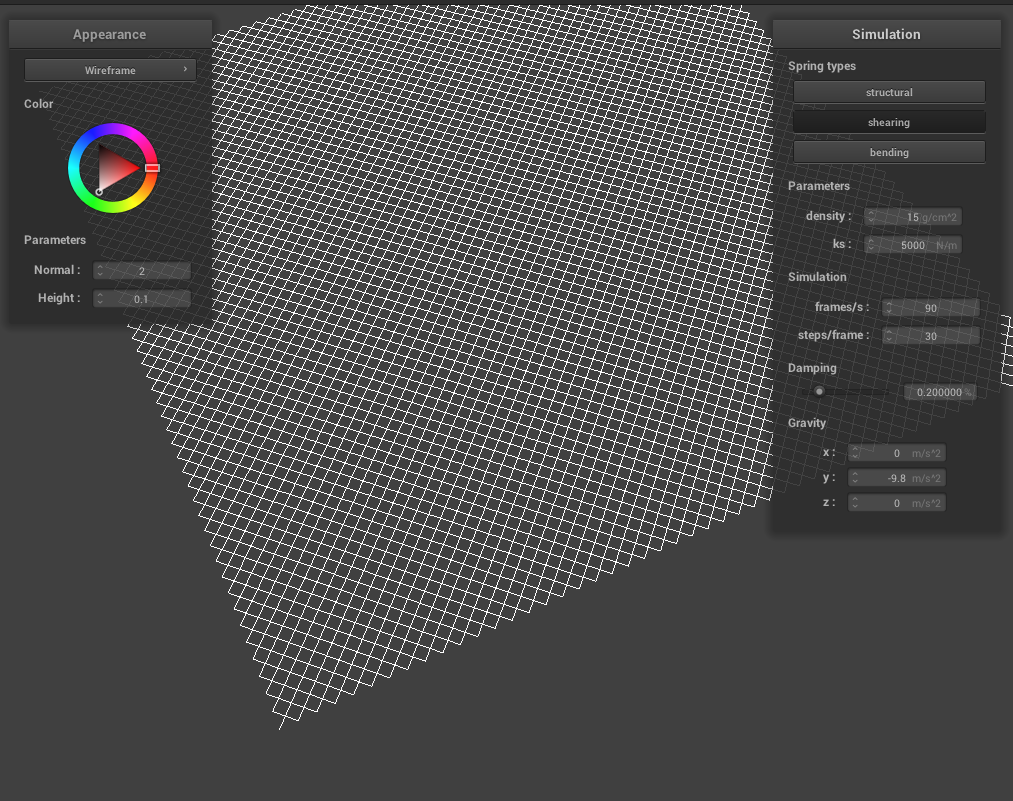 Appearance
Wireframe
Color
Parameters
Normal : 2
Height : 0.1
Simulation
Spring types
structural
shearing
bending
Parameters
density : 15 g/cm^2
ks : 5000 N/m
Simulation
frames/s : 90
steps/frame : 30
Damping
0.200000 %
Gravity
x : 0 m/s^2
y : -9.8 m/s^2
z : 0 m/s^2